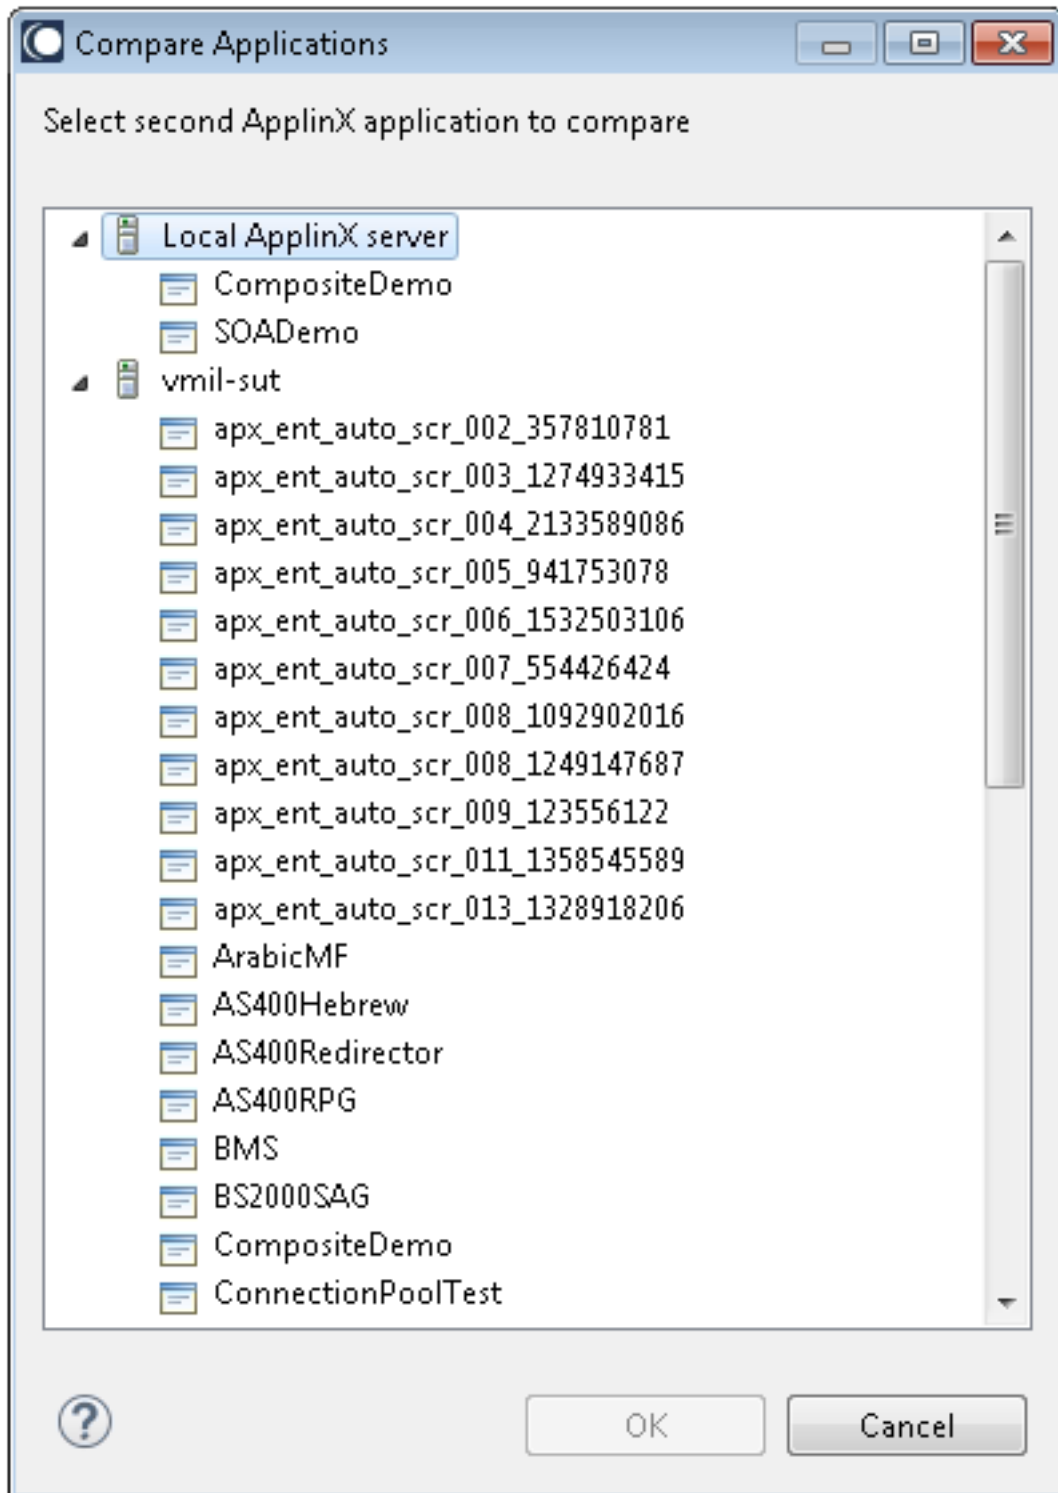 Compare Applications
Select second ApplinX application to compare
Local ApplinX server
CompositeDemo
SOADemo
vmil-sut
apx_ent_auto_scr_002_357810781
apx_ent_auto_scr_003_1274933415
apx_ent_auto_scr_004_2133589086
apx_ent_auto_scr_005_941753078
apx_ent_auto_scr_006_1532503106
apx_ent_auto_scr_007_554426424
apx_ent_auto_scr_008_1092902016
apx_ent_auto_scr_008_1249147687
apx_ent_auto_scr_009_123556122
apx_ent_auto_scr_011_1358545589
apx_ent_auto_scr_013_1328918206
ArabicMF
AS400Hebrew
AS400Redirector
AS400RPG
BMS
BS2000SAG
CompositeDemo
ConnectionPoolTest
? OK Cancel